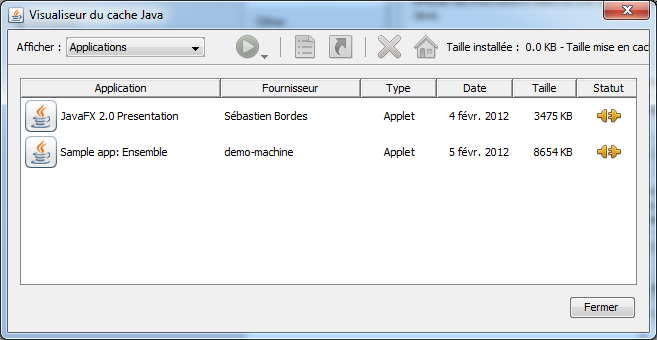 Visualiseur du cache Java
Afficher : Applications
Taille installée : 0.0 KB - Taille mise en cac
Application Fournisseur Type Date Taille Statut
JavaFX 2.0 Presentation Sébastien Bordes Applet 4 févr. 2012 3475 KB
Sample app: Ensemble demo-machine Applet 5 févr. 2012 8654 KB
Fermer